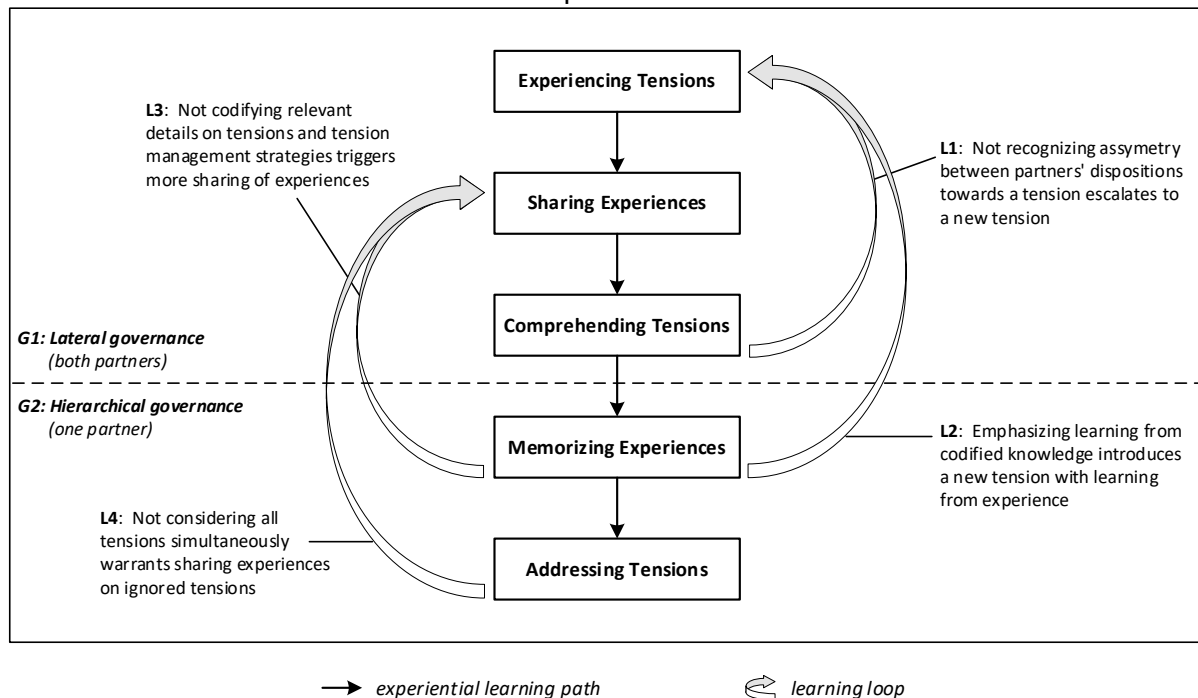 Experiencing Tensions
L3: Not codifying relevant
details on tensions and tension
management strategies triggers
more sharing of experiences
L1: Not recognizing assymetry
between partners' dispositions
towards a tension escalates to
a new tension
Sharing Experiences
Comprehending Tensions
G1: Lateral governance
(both partners)
G2: Hierarchical governance
(one partner)
Memorizing Experiences
L2: Emphasizing learning from
codified knowledge introduces
a new tension with learning
from experience
L4: Not considering all
tensions simultaneously
warrants sharing experiences
on ignored tensions
Addressing Tensions
experiential learning path
learning loop